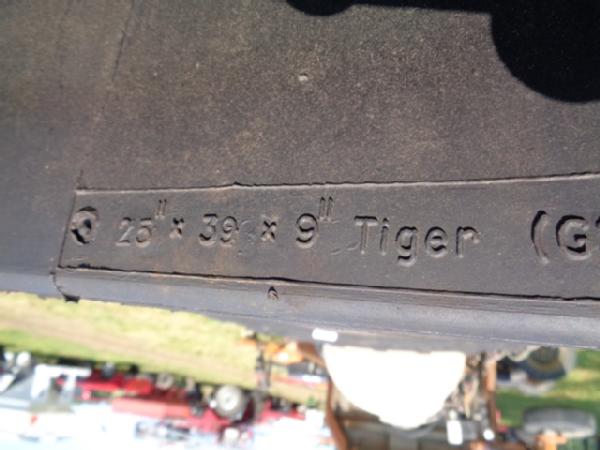 25" x 39 x 9" Tiger (G